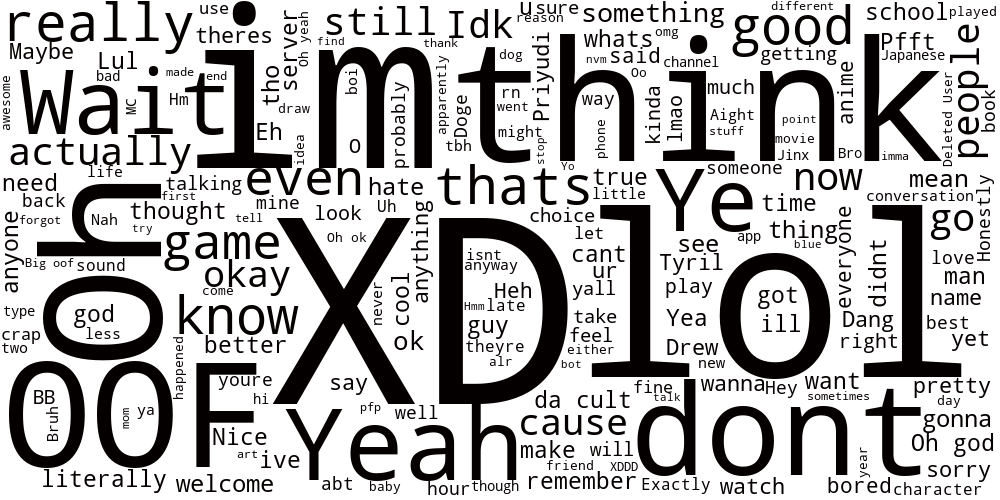 really
use
theres
Oh yeah
server
still
find
thank
Idk
U
sure
reason
something
omg
good
different
school
played
Maybe
Lul
bad
made
end
tho
im
boi
O
probably
apparently
dog
think
Priyudi
whats
nvm
said
Oo
channel
getting
Pfft
Japanese
people
awesome
Wait
MC
Hm
draw
Eh
idea
Doge
tbh
rn
went
might
stop
Yo
way
phone
kinda
lmao
much
Aight
stuff
point
movie
Jinx
anime
Bro
imma
Deleted User
book
actually
life
need
back
forgot
Nah
talking
first
thought
try
tell
even
mine
hate
Uh
look
Oh ok
thats
true
little
someone
Ye
now
mean
conversation
Honestly
anyone
Oh
Big oof
sound
game
okay
come
know
better
XD
never
cool
anything
ok
isnt
anyway
Heh
Hmm
late
guy
theyre
alr
choice
let
cant
ur
yall
take
feel
either
bot
see
Tyril
play
Yea
Drew
new
app
time
thing
blue
lol
got
ill
everyone
didnt
Dang
right
go
love
man
name
best
yet
type
crap
two
god
less
happened
OOF
BB
Bruh
mom
ya
youre
hi
Nice
art
ive
say
pfp
well
Yeah
abt
baby
hour
though
da cult
cause
make
will
friend
XDDD
remember
fine
talk
wanna
Hey
want
sometimes
dont
Exactly
watch
year
bored
character
pretty
day
gonna
Oh god
sorry
literally
welcome